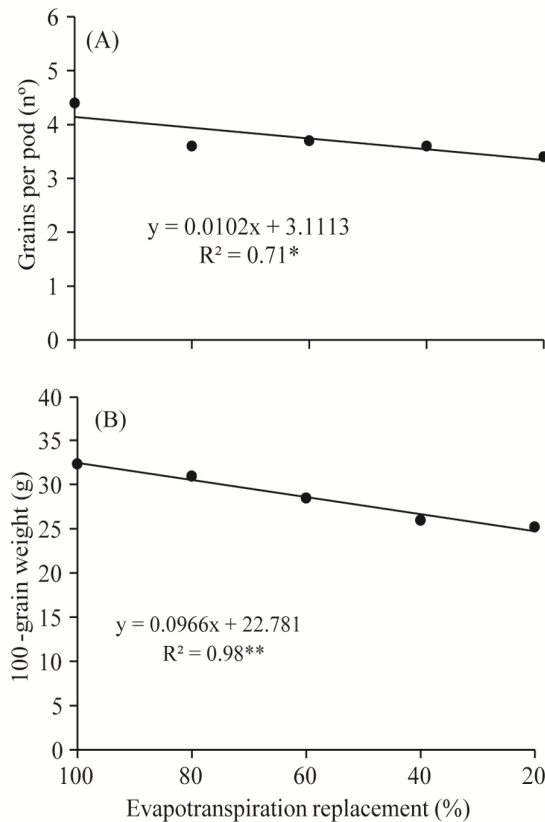 (A)
Grains per pod (nº)
6
5
4
3
2
1
0
y = 0.0102x + 3.1113
R² = 0.71*
(B)
100-grain weight (g)
40
35
30
25
20
15
10
5
0
y = 0.0966x + 22.781
R² = 0.98**
100 80 60 40 20
Evapotranspiration replacement (%)